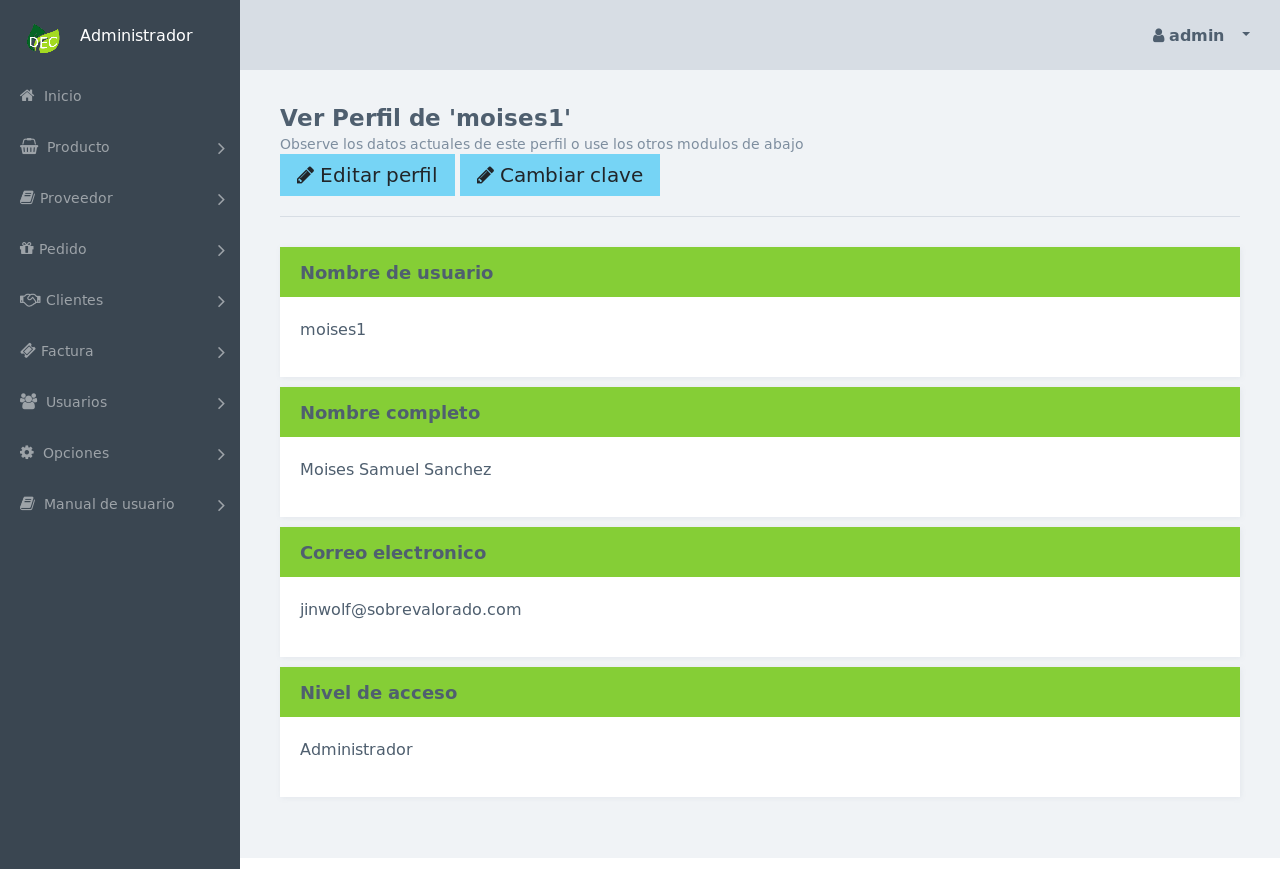 DEC
Administrador
admin
Inicio
Producto
Proveedor
Pedido
Clientes
Factura
Usuarios
Opciones
Manual de usuario
Ver Perfil de 'moises1'
Observe los datos actuales de este perfil o use los otros modulos de abajo
Editar perfil Cambiar clave
Nombre de usuario
moises1
Nombre completo
Moises Samuel Sanchez
Correo electronico
jinwolf@sobrevalorado.com
Nivel de acceso
Administrador